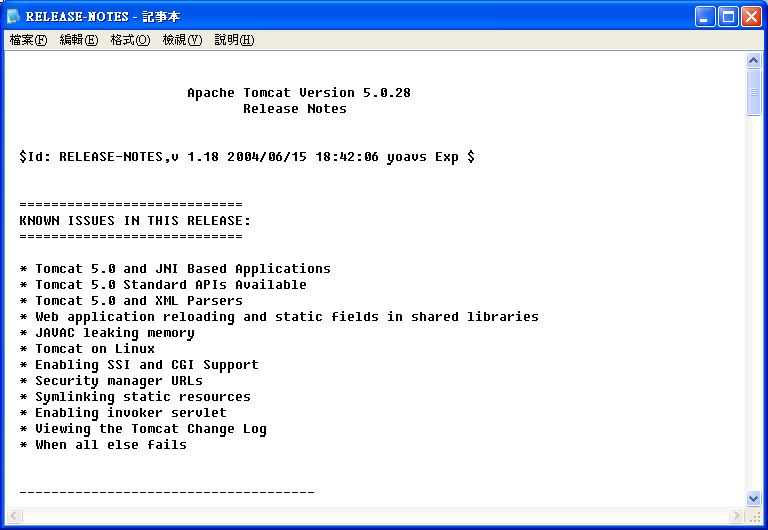 RELEASE-NOTES - 記事本
檔案(F) 編輯(E) 格式(O) 檢視(V) 說明(H)
Apache Tomcat Version 5.0.28
Release Notes
$Id: RELEASE-NOTES,v 1.18 2004/06/15 18:42:06 yoavs Exp $
============================
KNOWN ISSUES IN THIS RELEASE:
============================
* Tomcat 5.0 and JNI Based Applications
* Tomcat 5.0 Standard APIs Available
* Tomcat 5.0 and XML Parsers
* Web application reloading and static fields in shared libraries
* JAVAC leaking memory
* Tomcat on Linux
* Enabling SSI and CGI Support
* Security manager URLs
* Symlinking static resources
* Enabling invoker servlet
* Viewing the Tomcat Change Log
* When all else fails
-------------------------------------